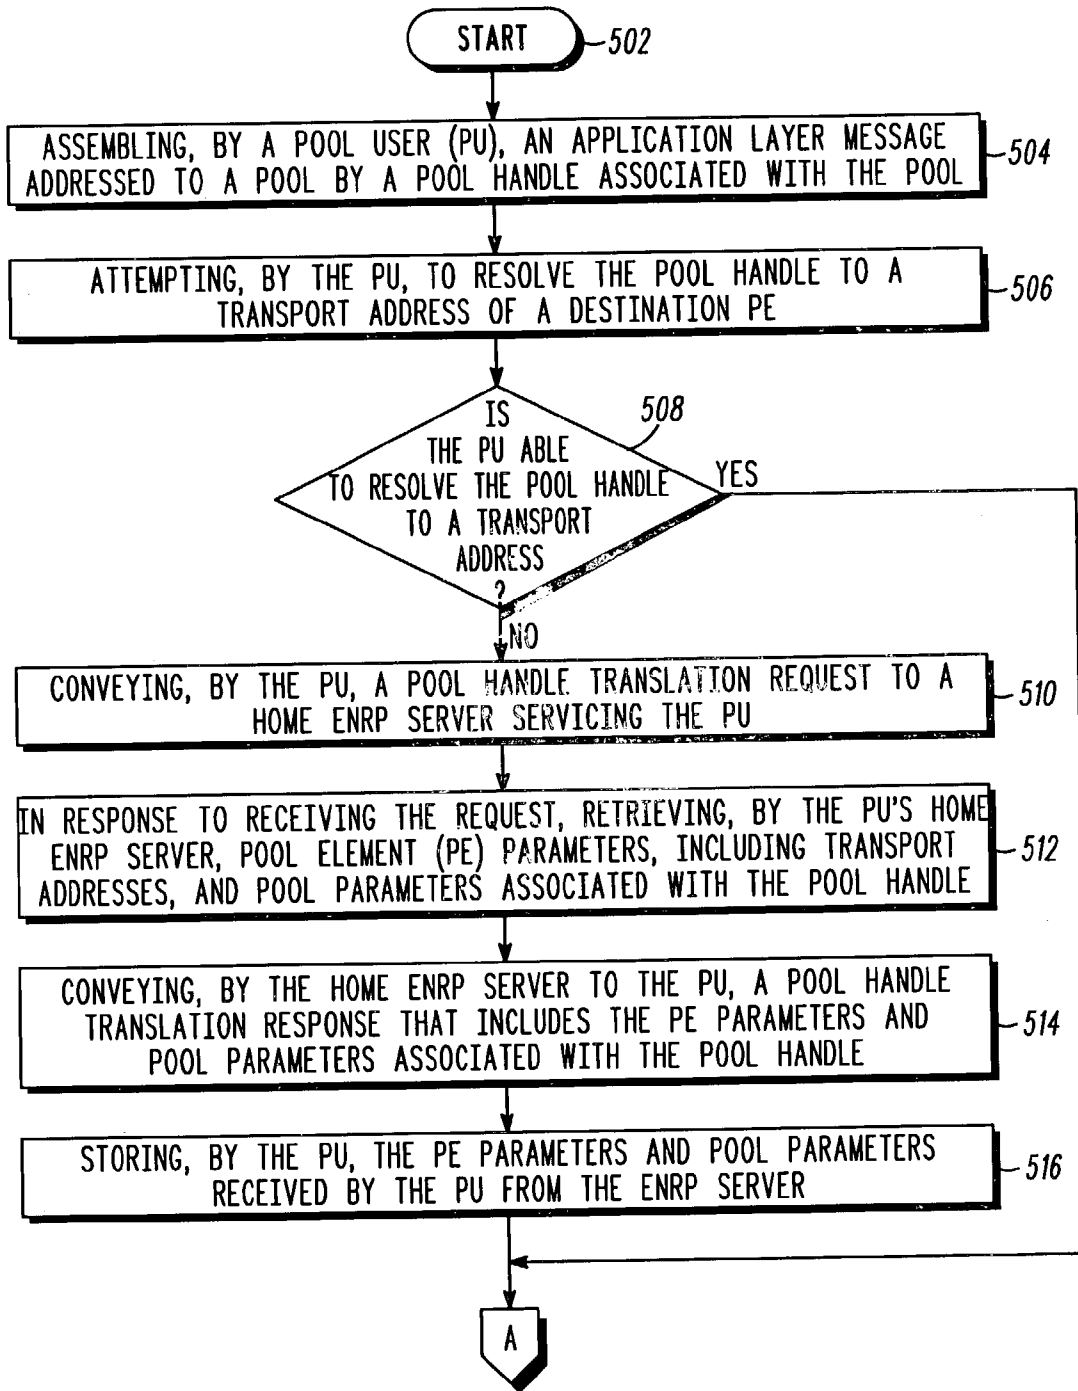 START
502
ASSEMBLING, BY A POOL USER (PU), AN APPLICATION LAYER MESSAGE
ADDRESSED TO A POOL BY A POOL HANDLE ASSOCIATED WITH THE POOL
504
ATTEMPTING, BY THE PU, TO RESOLVE THE POOL HANDLE TO A
TRANSPORT ADDRESS OF A DESTINATION PE
506
IS
THE PU ABLE
TO RESOLVE THE POOL HANDLE
TO A TRANSPORT
ADDRESS
?
508
YES
NO
CONVEYING, BY THE PU, A POOL HANDLE TRANSLATION REQUEST TO A
HOME ENRP SERVER SERVICING THE PU
510
IN RESPONSE TO RECEIVING THE REQUEST, RETRIEVING, BY THE PU'S HOME
ENRP SERVER, POOL ELEMENT (PE) PARAMETERS, INCLUDING TRANSPORT
ADDRESSES, AND POOL PARAMETERS ASSOCIATED WITH THE POOL HANDLE
512
CONVEYING, BY THE HOME ENRP SERVER TO THE PU, A POOL HANDLE
TRANSLATION RESPONSE THAT INCLUDES THE PE PARAMETERS AND
POOL PARAMETERS ASSOCIATED WITH THE POOL HANDLE
514
STORING, BY THE PU, THE PE PARAMETERS AND POOL PARAMETERS
RECEIVED BY THE PU FROM THE ENRP SERVER
516
A